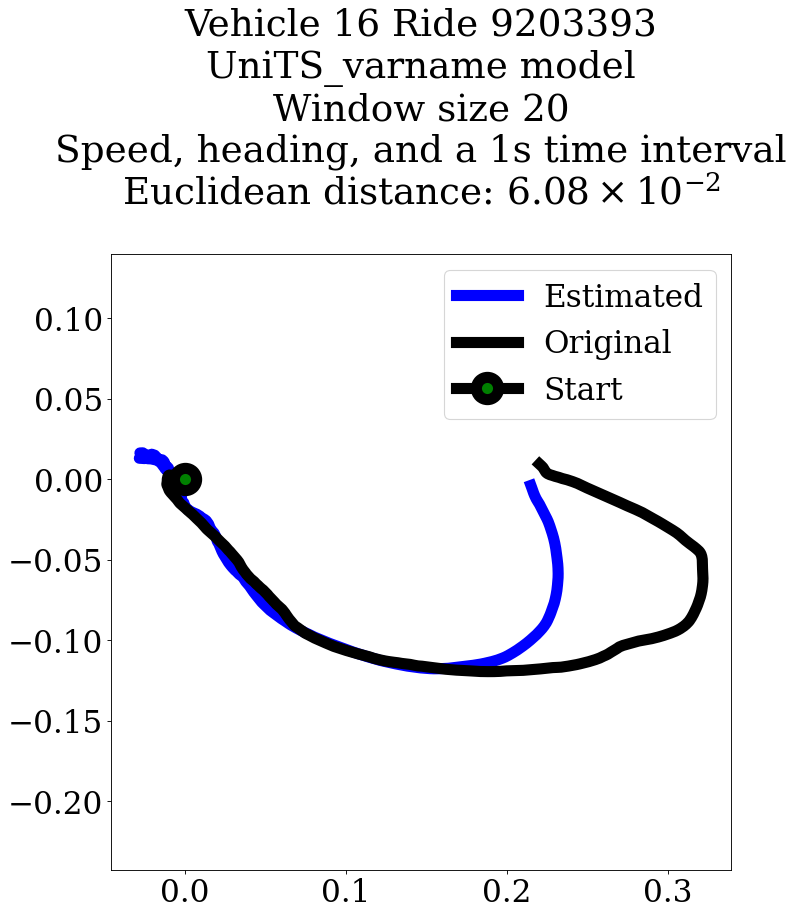 Vehicle 16 Ride 9203393
UniTS_varname model
Window size 20
Speed, heading, and a 1s time interval
Euclidean distance: 6.08 × 10⁻²
Estimated
Original
Start
0.10
0.05
0.00
−0.05
−0.10
−0.15
−0.20
0.0 0.1 0.2 0.3